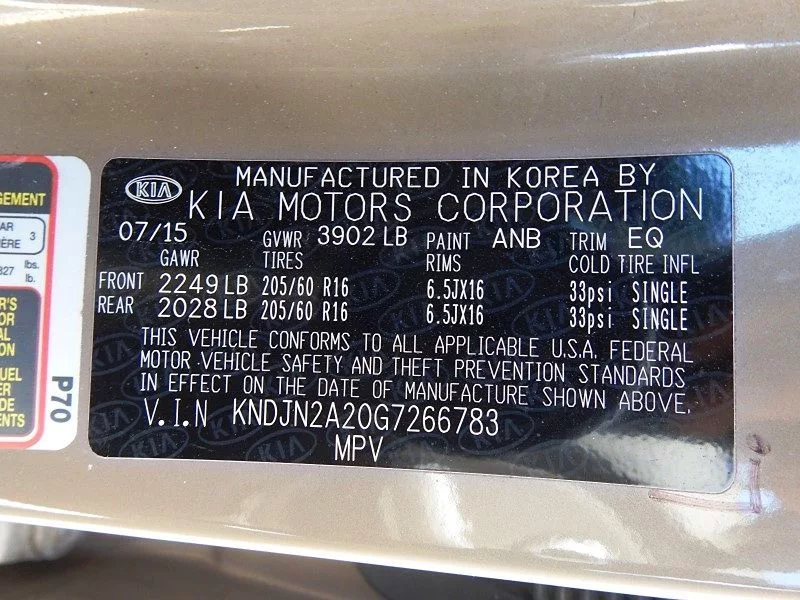 MANUFACTURED IN KOREA BY
KIA KIA MOTORS CORPORATION
07/15 GVWR 3902 LB PAINT ANB TRIM EQ
GAWR TIRES RIMS COLD TIRE INFL
FRONT 2249 LB 205/60 R16 6.5JX16 33psi SINGLE
REAR 2028 LB 205/60 R16 6.5JX16 33psi SINGLE
THIS VEHICLE CONFORMS TO ALL APPLICABLE U.S.A. FEDERAL
MOTOR VEHICLE SAFETY AND THEFT PREVENTION STANDARDS
IN EFFECT ON THE DATE OF MANUFACTURE SHOWN ABOVE.
V.I.N KNDJN2A20G7266783
MPV
3
lbs.
lb.
P70